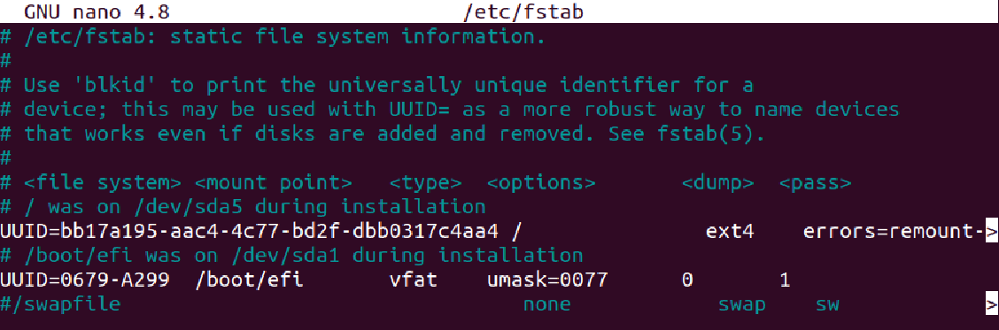 GNU nano 4.8 /etc/fstab
# /etc/fstab: static file system information.
#
# Use 'blkid' to print the universally unique identifier for a
# device; this may be used with UUID= as a more robust way to name devices
# that works even if disks are added and removed. See fstab(5).
#
# <file system> <mount point>   <type>  <options>       <dump>  <pass>
# / was on /dev/sda5 during installation
UUID=bb17a195-aac4-4c77-bd2f-dbb0317c4aa4 /               ext4    errors=remount->
# /boot/efi was on /dev/sda1 during installation
UUID=0679-A299  /boot/efi       vfat    umask=0077      0       1
#/swapfile                                 none            swap    sw            >